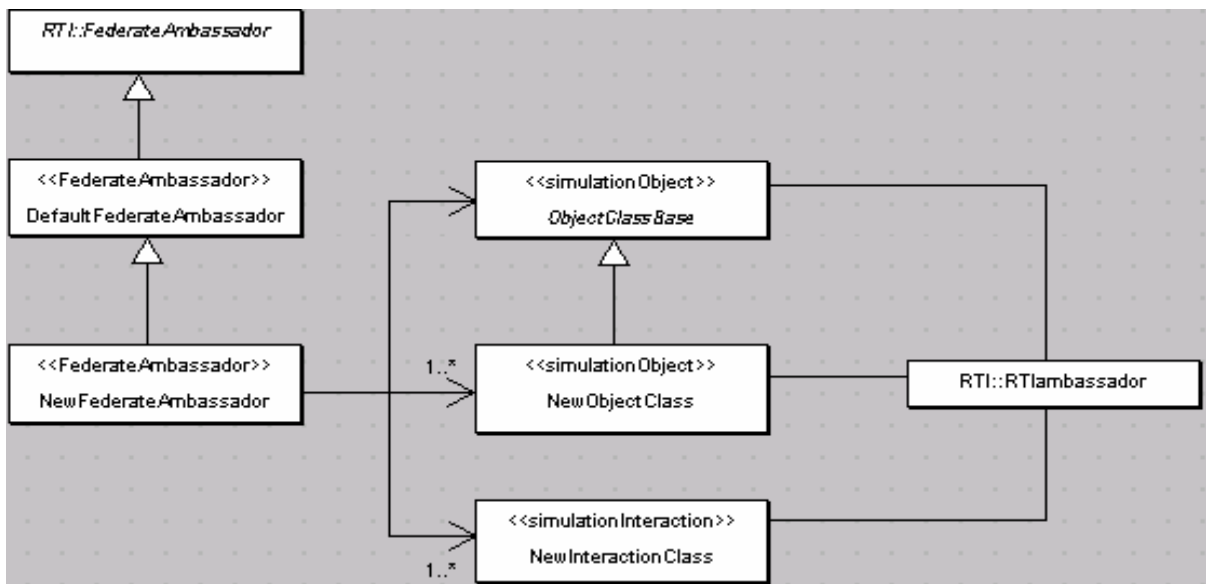 RTI::FederateAmbassador
<<FederateAmbassador>>
DefaultFederateAmbassador
<<simulationObject>>
ObjectClassBase
<<FederateAmbassador>>
NewFederateAmbassador
1..*
<<simulationObject>>
NewObjectClass
RTI::RTIambassador
<<simulationInteraction>>
NewInteractionClass
1..*